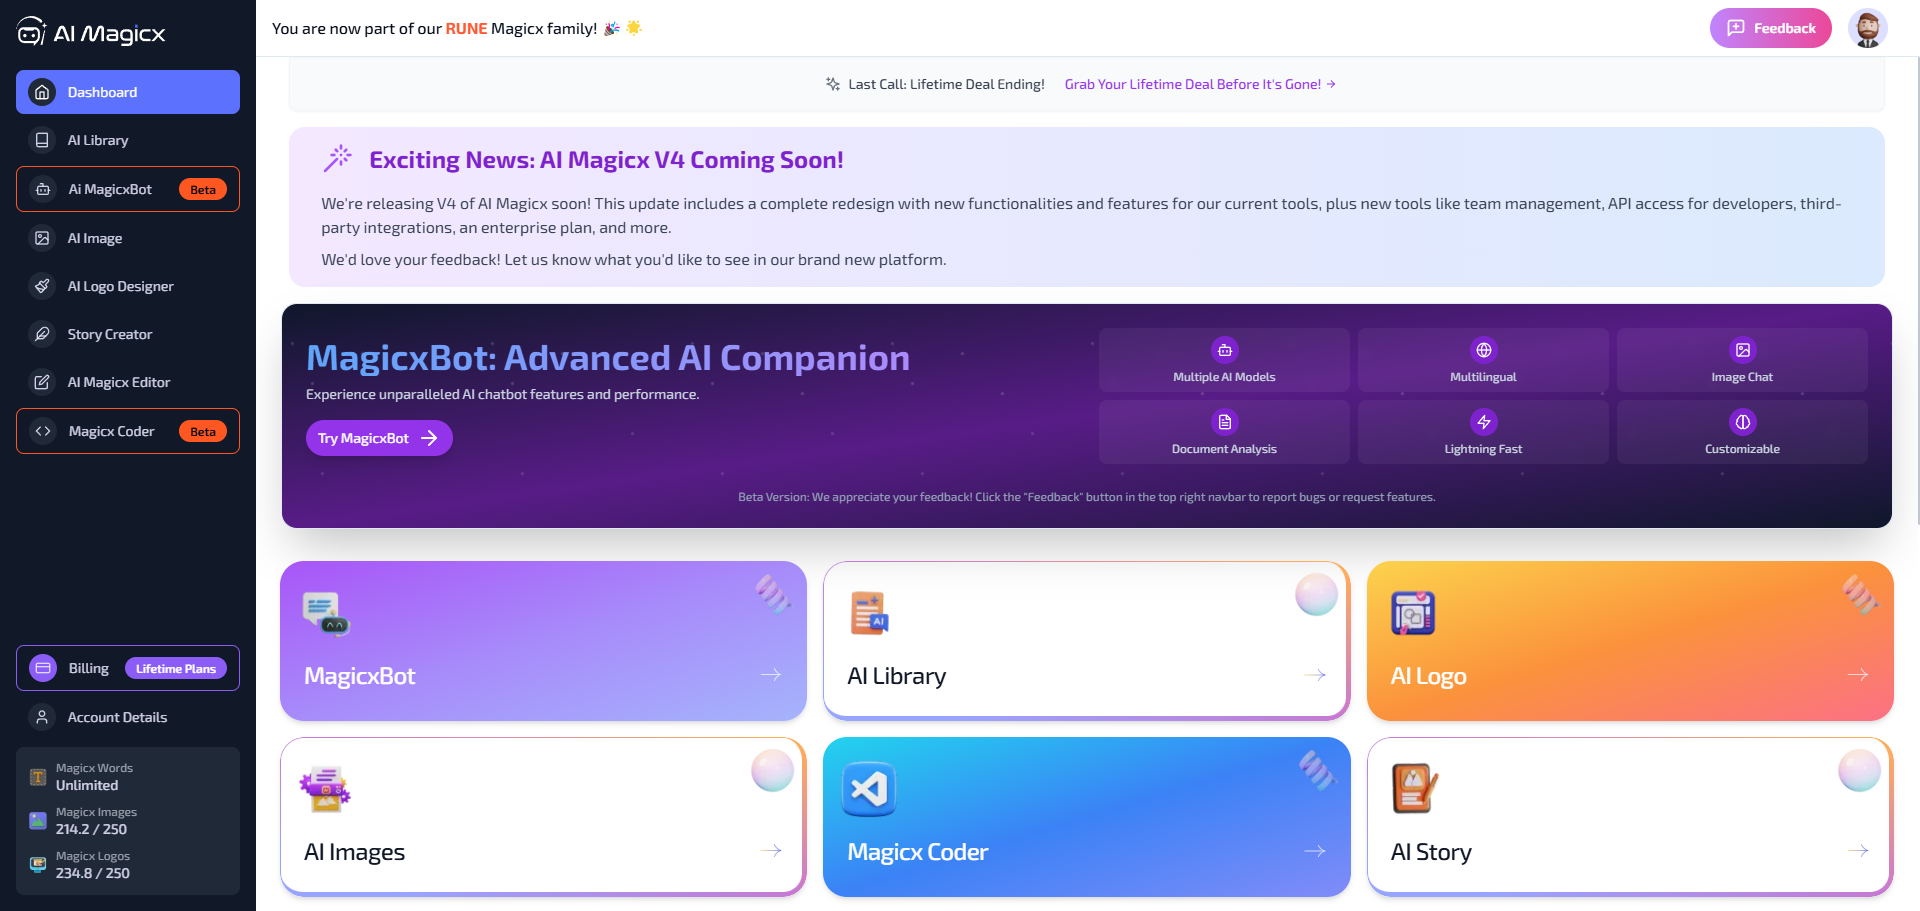 AI Magicx
You are now part of our RUNE Magicx family! 🎉 🌟
Feedback
Dashboard
AI Library
Ai MagicxBot Beta
AI Image
AI Logo Designer
Story Creator
AI Magicx Editor
Magicx Coder Beta
Billing Lifetime Plans
Account Details
Magicx Words
Unlimited
Magicx Images
214.2 / 250
Magicx Logos
234.8 / 250
Last Call: Lifetime Deal Ending! Grab Your Lifetime Deal Before It's Gone! →
Exciting News: AI Magicx V4 Coming Soon!
We're releasing V4 of AI Magicx soon! This update includes a complete redesign with new functionalities and features for our current tools, plus new tools like team management, API access for developers, third-
party integrations, an enterprise plan, and more.
We'd love your feedback! Let us know what you'd like to see in our brand new platform.
MagicxBot: Advanced AI Companion
Experience unparalleled AI chatbot features and performance.
Try MagicxBot
Multiple AI Models
Multilingual
Image Chat
Document Analysis
Lightning Fast
Customizable
Beta Version: We appreciate your feedback! Click the "Feedback" button in the top right navbar to report bugs or request features.
MagicxBot
AI
AI Library
AI Logo
AI Images
Magicx Coder
AI Story